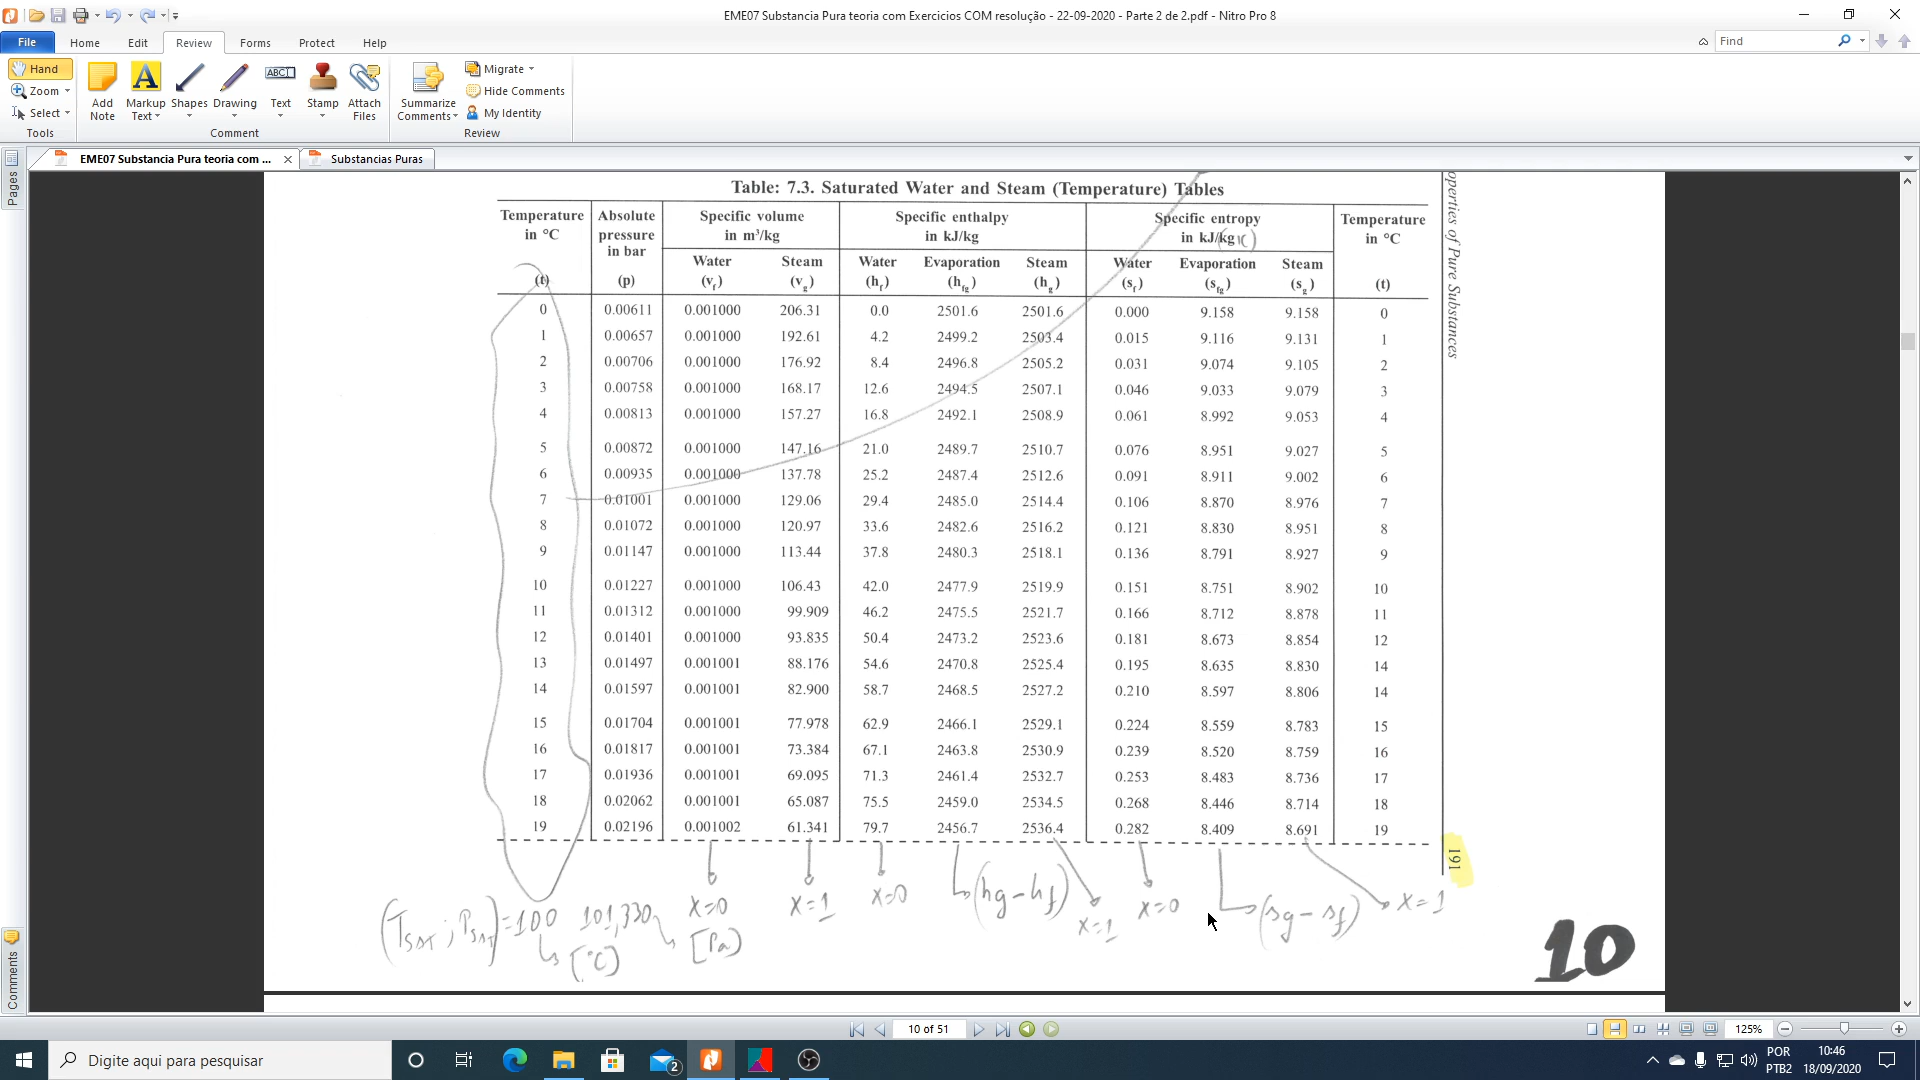 EME07 Substancia Pura teoria com Exercicios COM resolução - 22-09-2020 - Parte 2 de 2.pdf - Nitro Pro 8
File Home Edit Review Forms Protect Help Find
Hand Zoom Select Tools
Add Note Markup Text Shapes Drawing Text Stamp Attach Files Comment
Summarize Comments Migrate Hide Comments My Identity Review
EME07 Substancia Pura teoria com ... Substancias Puras
Pages
Comments
Table: 7.3. Saturated Water and Steam (Temperature) Tables
operties of Pure Substances
Temperature in °C (t) Absolute pressure in bar (p) Specific volume in m³/kg Specific enthalpy in kJ/kg Specific entropy in kJ/kg K Temperature in °C (t)
Water (vf) Steam (vg) Water (hf) Evaporation (hfg) Steam (hg) Water (sf) Evaporation (sfg) Steam (sg)
0 0.00611 0.001000 206.31 0.0 2501.6 2501.6 0.000 9.158 9.158 0
1 0.00657 0.001000 192.61 4.2 2499.2 2503.4 0.015 9.116 9.131 1
2 0.00706 0.001000 176.92 8.4 2496.8 2505.2 0.031 9.074 9.105 2
3 0.00758 0.001000 168.17 12.6 2494.5 2507.1 0.046 9.033 9.079 3
4 0.00813 0.001000 157.27 16.8 2492.1 2508.9 0.061 8.992 9.053 4
5 0.00872 0.001000 147.16 21.0 2489.7 2510.7 0.076 8.951 9.027 5
6 0.00935 0.001000 137.78 25.2 2487.4 2512.6 0.091 8.911 9.002 6
7 0.01001 0.001000 129.06 29.4 2485.0 2514.4 0.106 8.870 8.976 7
8 0.01072 0.001000 120.97 33.6 2482.6 2516.2 0.121 8.830 8.951 8
9 0.01147 0.001000 113.44 37.8 2480.3 2518.1 0.136 8.791 8.927 9
10 0.01227 0.001000 106.43 42.0 2477.9 2519.9 0.151 8.751 8.902 10
11 0.01312 0.001000 99.909 46.2 2475.5 2521.7 0.166 8.712 8.878 11
12 0.01401 0.001000 93.835 50.4 2473.2 2523.6 0.181 8.673 8.854 12
13 0.01497 0.001001 88.176 54.6 2470.8 2525.4 0.195 8.635 8.830 14
14 0.01597 0.001001 82.900 58.7 2468.5 2527.2 0.210 8.597 8.806 14
15 0.01704 0.001001 77.978 62.9 2466.1 2529.1 0.224 8.559 8.783 15
16 0.01817 0.001001 73.384 67.1 2463.8 2530.9 0.239 8.520 8.759 16
17 0.01936 0.001001 69.095 71.3 2461.4 2532.7 0.253 8.483 8.736 17
18 0.02062 0.001001 65.087 75.5 2459.0 2534.5 0.268 8.446 8.714 18
19 0.02196 0.001002 61.341 79.7 2456.7 2536.4 0.282 8.409 8.691 19
191
(TSAT ; PSAT) = 100 101,330 x=0 x=1 x=0 (hg - hf) x=1 x=0 (sg - sf) x=1
[°C] [Pa]
10
10 of 51 125%
Digite aqui para pesquisar 2 POR PTB2 10:46 18/09/2020